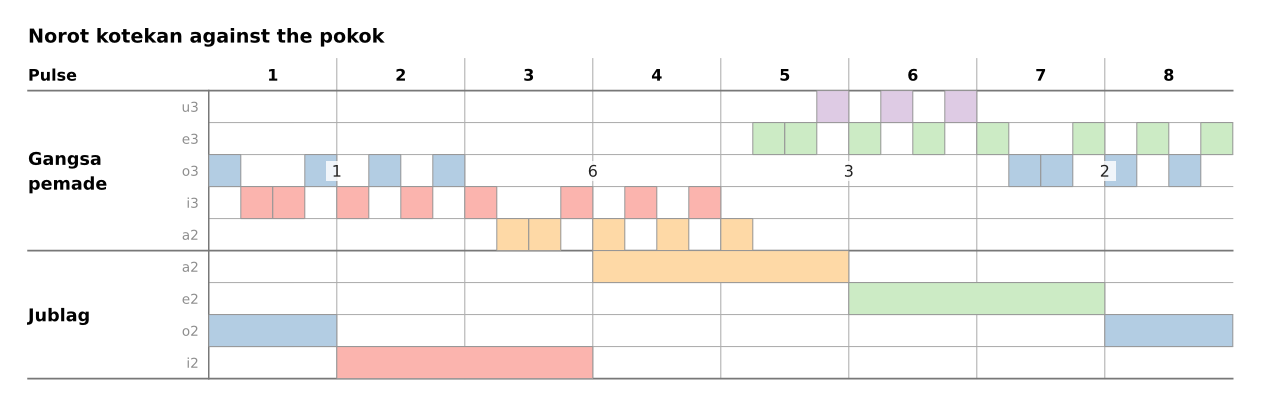 Norot kotekan against the pokok
Pulse 1 2 3 4 5 6 7 8
Gangsa
pemade
u3
e3
o3 1 6 3 2
i3
a2
Jublag
a2
e2
o2
i2